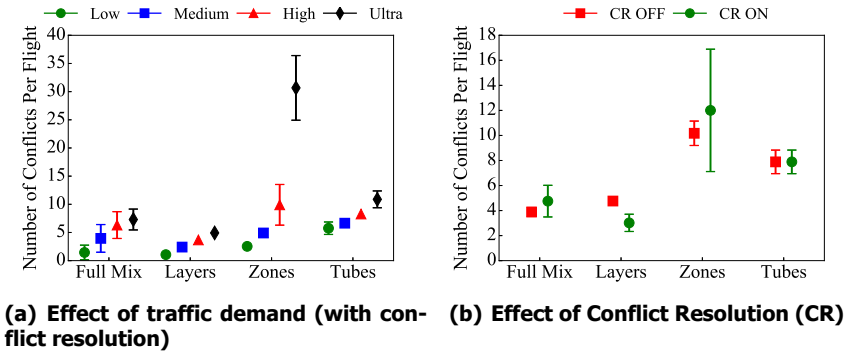 Low Medium High Ultra
Number of Conflicts Per Flight
40
35
30
25
20
15
10
5
0
Full Mix Layers Zones Tubes
(a) Effect of traffic demand (with con-
flict resolution)
CR OFF CR ON
Number of Conflicts Per Flight
18
16
14
12
10
8
6
4
2
0
Full Mix Layers Zones Tubes
(b) Effect of Conflict Resolution (CR)